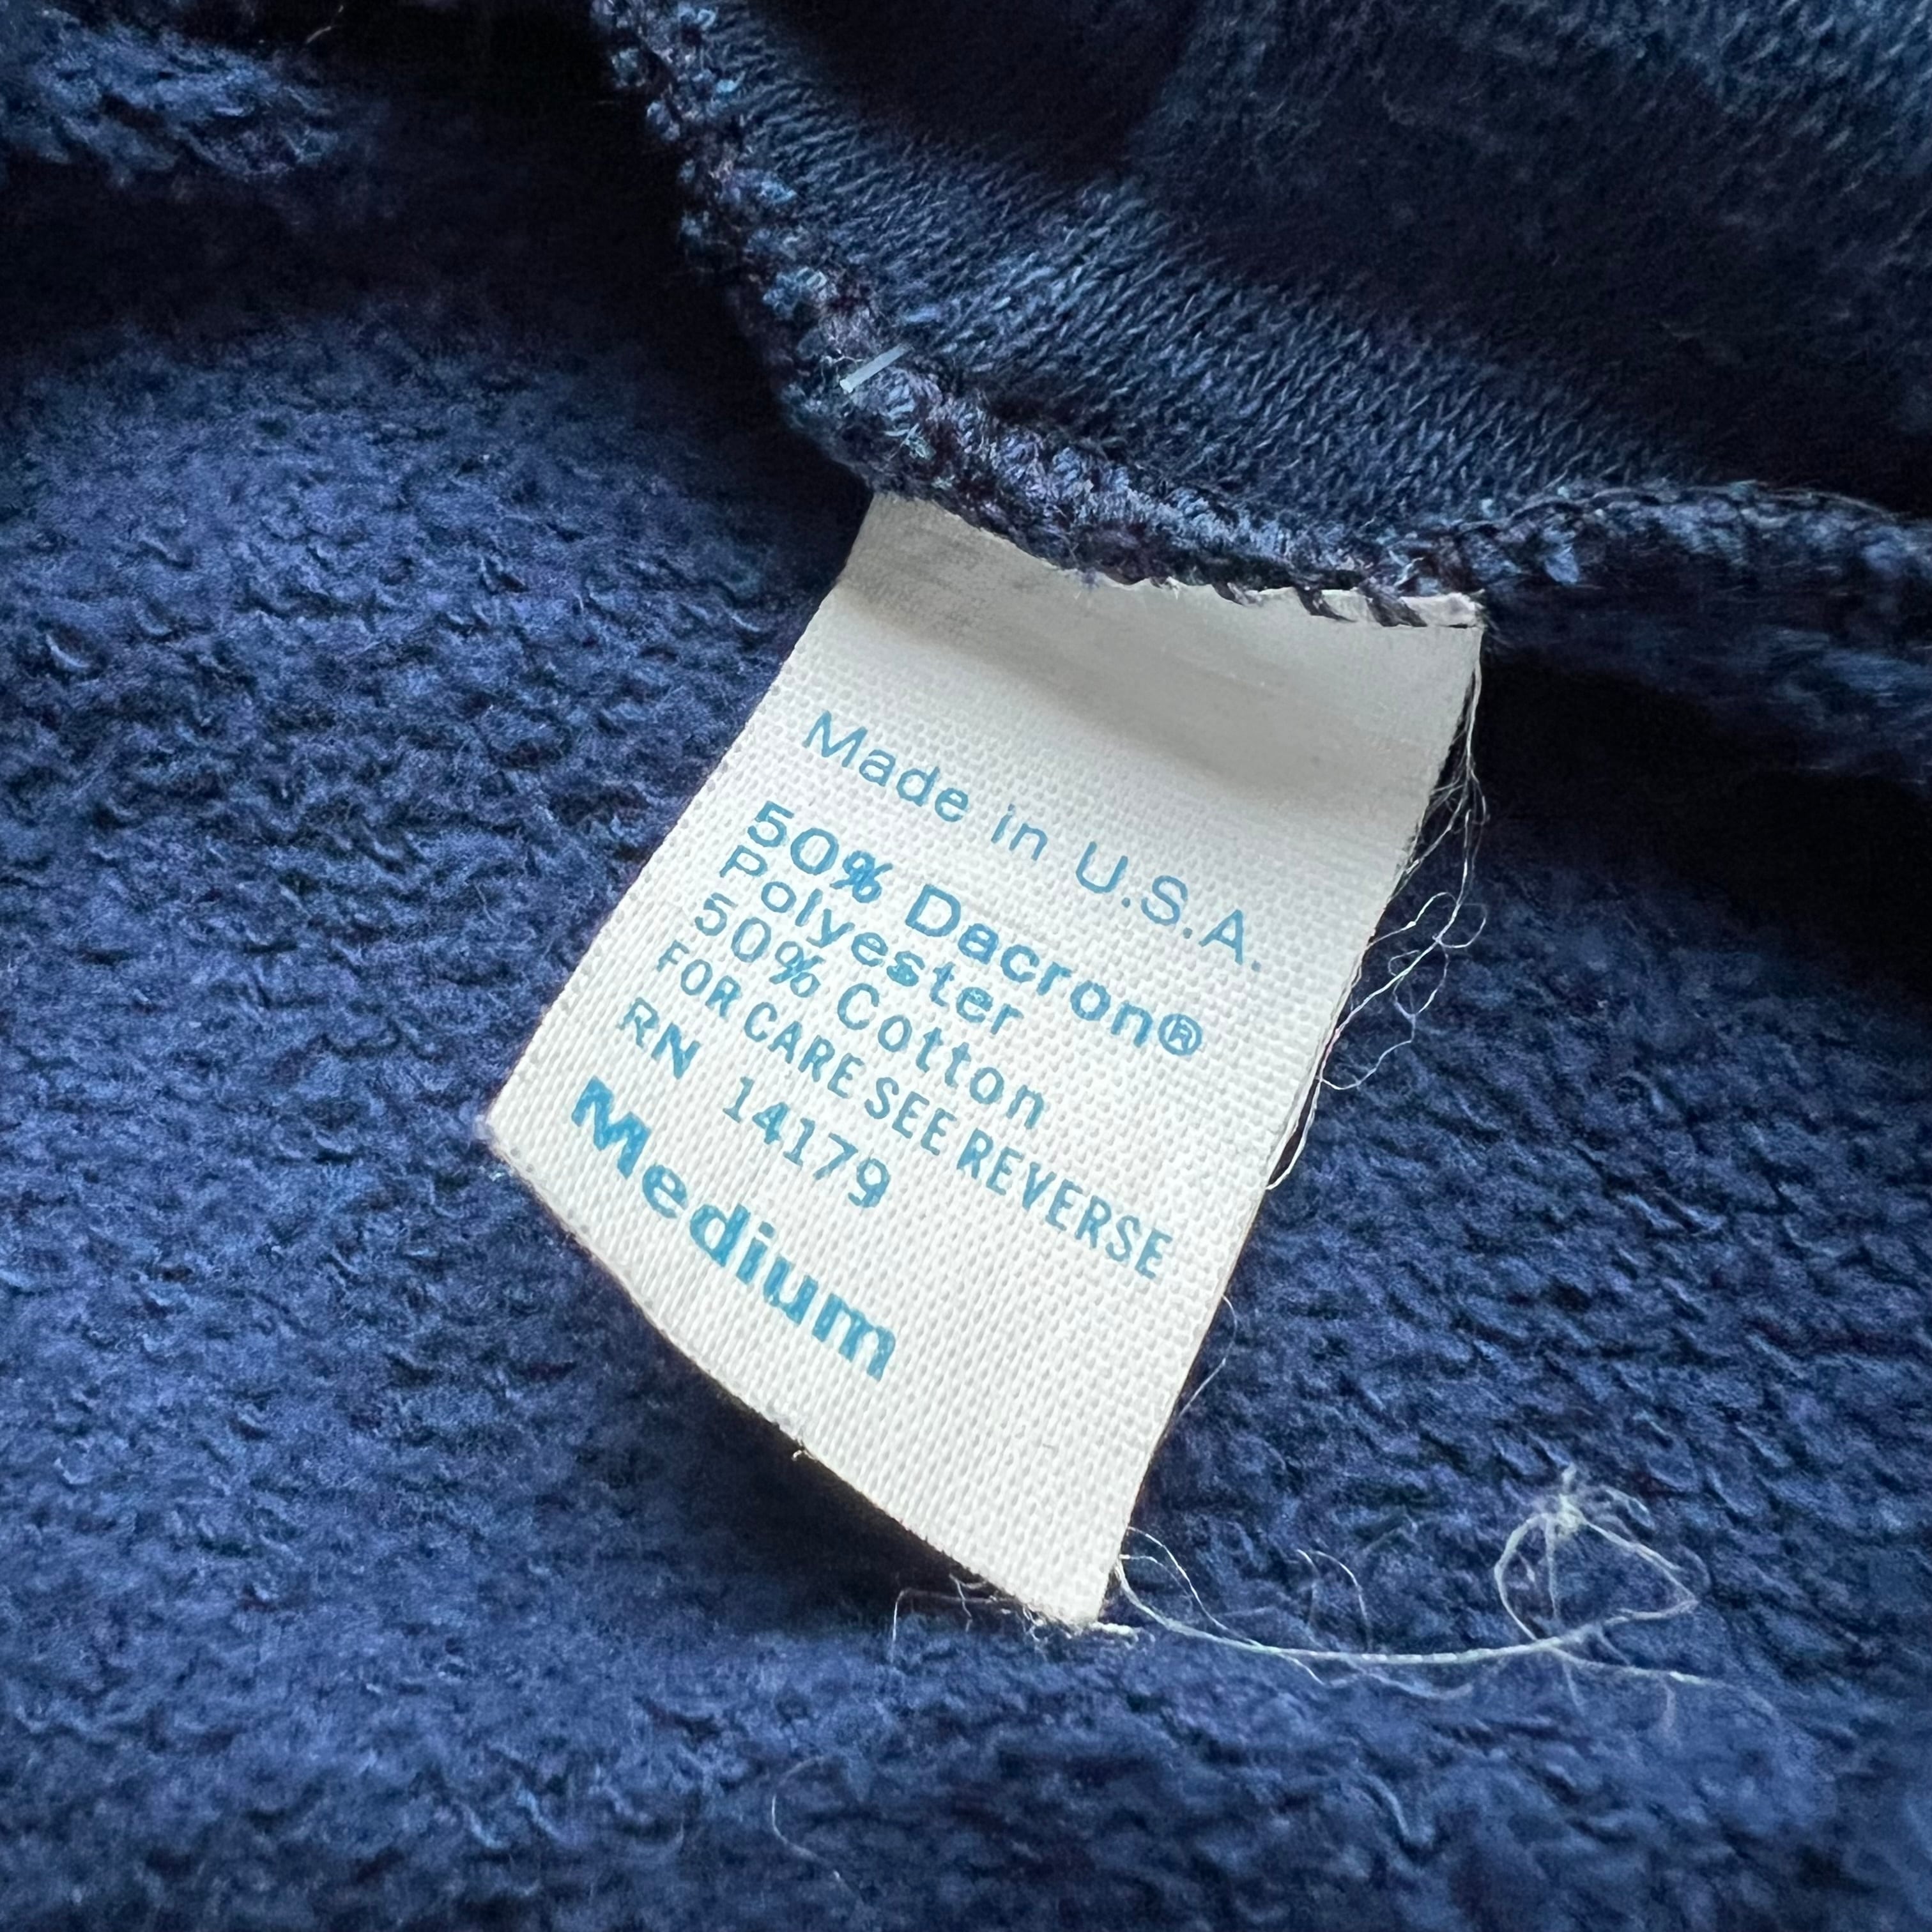 Made in U.S.A.
50% Dacron®
Polyester
50% Cotton
FOR CARE SEE REVERSE
RN 14179
Medium